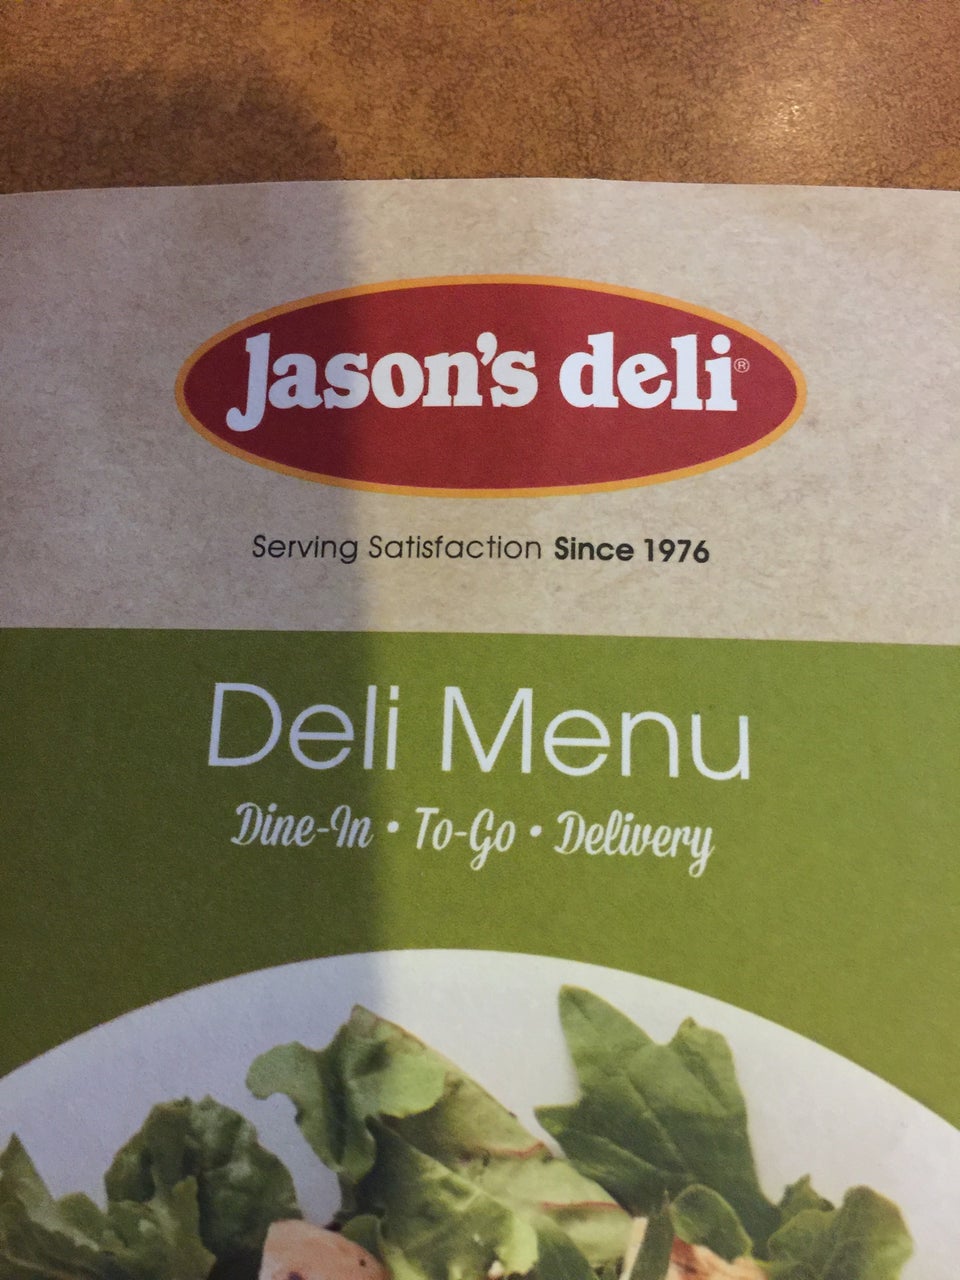 Jason's deli®
Serving Satisfaction Since 1976
Deli Menu
Dine-In • To-Go • Delivery